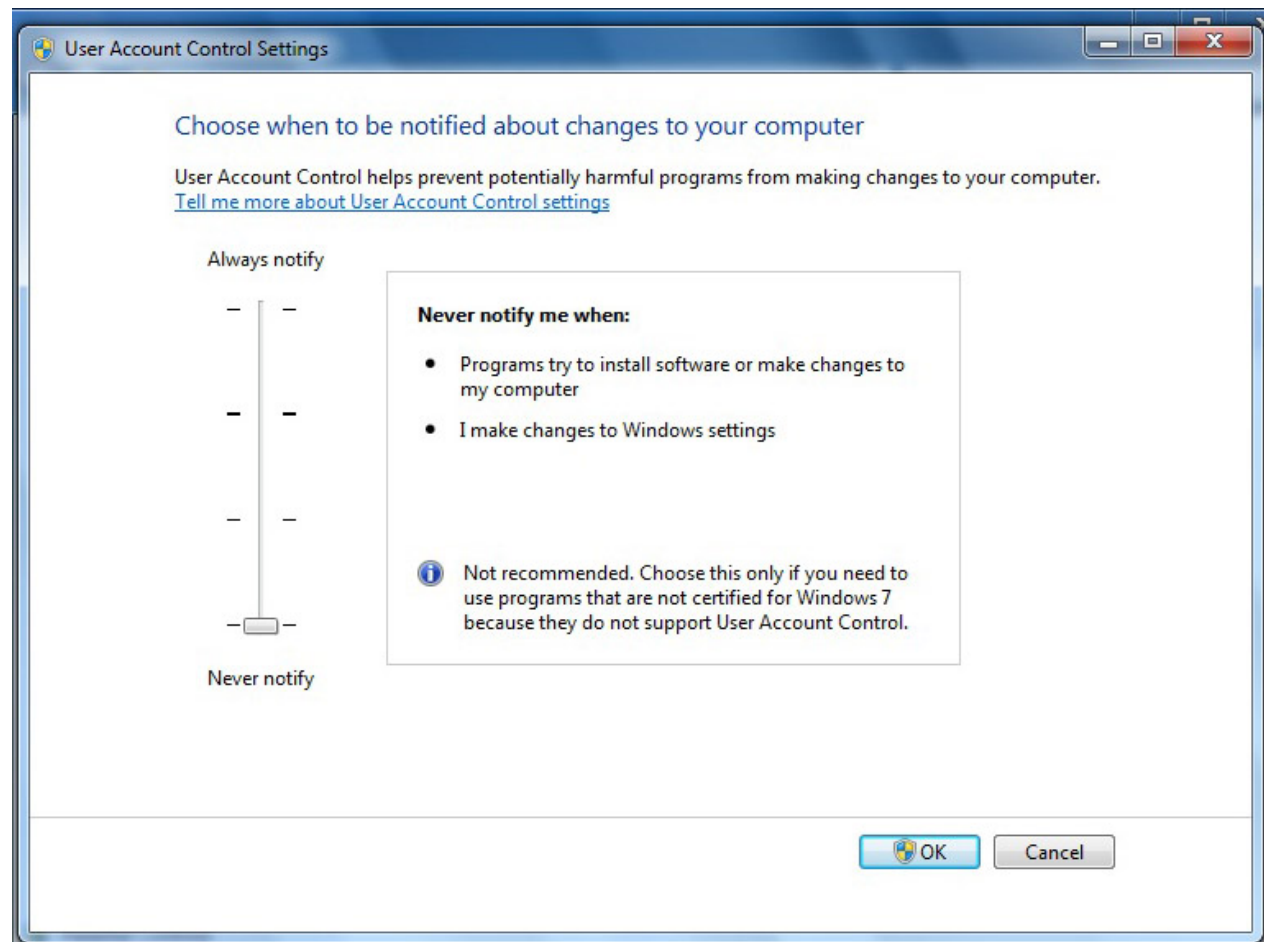 User Account Control Settings
Choose when to be notified about changes to your computer
User Account Control helps prevent potentially harmful programs from making changes to your computer.
Tell me more about User Account Control settings
Always notify
Never notify me when:
• Programs try to install software or make changes to
my computer
• I make changes to Windows settings
Not recommended. Choose this only if you need to
use programs that are not certified for Windows 7
because they do not support User Account Control.
Never notify
OK
Cancel